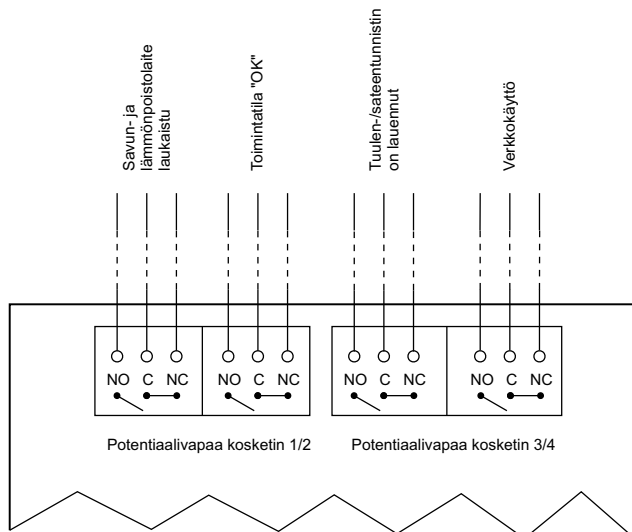 Savun- ja
lämmönpoistolaite
laukaistu
Toimintatila "OK"
Tuulen-/sateentunnistin
on lauennut
Verkkokäyttö
NO C NC
NO C NC
NO C NC
NO C NC
Potentiaalivapaa kosketin 1/2
Potentiaalivapaa kosketin 3/4